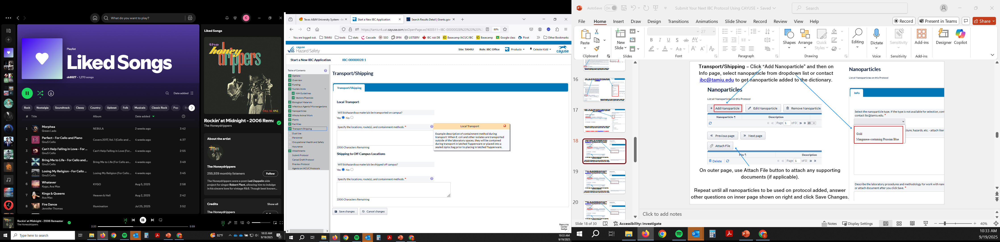 What do you want to play?
C
Playlist
Liked Songs
ck6527 • 1,270 songs
Date added
Rock
Nostalgia
Soundtrack
Classy
Country
Upbeat
Folk
Musicals
Classic Rock
Pop
# Title Album Date added
1 Morphea NEBULA 2 weeks ago 3:42
Green Lads
2 Perfect - For Cello and Piano Covers 2017, Vol. 1 (Cello and ... 4 weeks ago 4:37
GnuS Cello
3 Can't Help Falling in Love - For ... Can't Help Falling in Love (For... 4 weeks ago 2:55
GnuS Cello
4 Bring Me to Life - For Cello and... Bring Me to Life (For Cello an... 4 weeks ago 3:49
GnuS Cello
5 Losing My Religion - For Cello ... Losing My Religion (For Cello ... 4 weeks ago 3:45
GnuS Cello
6 Whatever KYGO Aug 5, 2025 2:58
Kygo, Ava Max
7 Kings & Queens Heaven & Hell Aug 2, 2025 2:42
Ava Max
8 Fire Dance Illumination Jul 25, 2025 3:52
Jennifer Thomas
Liked Songs
the
honey
drippers
VOLUME ONE
Rockin' at Midnight - 2006 Rema
The Honeydrippers
About the artist
The Honeydrippers
255,939 monthly listeners
Follow
The Honeydrippers were a post-Led Zeppelin side
project for singer Robert Plant, allowing him to indulge
in his sincere love for vintage R&B. Though best known...
Credits
Show all
The Honeydrippers
Rockin' at Midnight - 2006 Remaster
The Honeydrippers
2:20
5:59
Type here to search
82°F
10:33 AM
9/19/2025
Texas A&M University System - In
Start a New IBC Application
Search Results Detail | Grants.gov
https://tamiur4.uat.cayuse.com/esOpenPage.wc?400511~IBC-00000028%20%20%20%2
80%
You are logged out.
TAMIU
tools
stats
Cascade
SSO
SPIN
LISTSERV
IBC risk DB
Basecamp IACUC/IBC
Basecamp
Google class
Pivot
Other Bookmarks
cayuse
Hazard Safety
Site: TAMIU
Role: IBC Office
Products
Celeste Kidd
cayuse
Start a New IBC Application
IBC-00000028 1
Table of Contents
Options
Overview
Funding
Nucleic Acids
NIH Guidelines
Vectors/Plasmids
Biological Materials
Infectious Agents/Microorganisms
Nanoparticles
Whole Animal Work
Plants
Facilities
Transport/Shipping
Dual Use
Personnel
Occupational Health and Safety
Assurance
Attachments
Submit Protocol
Cancel Draft Protocol
Preview Protocol
Agents on IACUC Protocols
Transport/Shipping
Transport/Shipping
Local Transport
Will biohazardous materials be transported on campus?
Yes No
Specify the locations, route(s), and containment methods. *
3500 Characters Remaining
Local Transport
Example description of containment method during
transport: When E. coli and other isolates are transported
outside of the laboratory spaces, they will be contained
during transport in latched Tupperware or placed into a
sealed ziploc bag prior to placing in latched Tupperware.
Shipping to Off Campus Locations
Will biohazardous materials be shipped off campus?
Yes No
Specify the locations, route(s), and containment methods. *
3500 Characters Remaining
Save changes
Cancel changes
Resource
Center
badge
10:33 AM
9/19/2025
AutoSave On
Submit Your Next IBC Protocol Using CAYUSE • Saved
Search
File
Home
Insert
Draw
Design
Transitions
Animations
Slide Show
Record
Review
View
Help
Record
Present in Teams
Share
Paste
Clipboard
New
Slide
Slides
27
B I U S ab AV
A Aa
Font
Paragraph
Shapes
Arrange
Quick
Styles
Drawing
Editing
Dictate
Voice
Sensitivity
Sensitivity
Add-ins
Add-ins
Designer
Copilot
16
17
18
19
20
Transport/Shipping – Click “Add Nanoparticle” and then on
Info page, select nanoparticle from dropdown list or contact
ibc@tamiu.edu to get nanoparticle added to the dictionary.
Nanoparticles
List all Nanoparticles on this Protocol
Add Nanoparticle
Edit Nanoparticle
Remove Nanoparticle
Nanoparticle
Description
Page 1 of 0
20
Previous page
Next page
Attach File
File
Description
Delete
Page 1 of 0
On outer page, use Attach File button to attach any supporting
documents (if applicable).
Repeat until all nanoparticles to be used on protocol added, answer
other questions on inner page shown on right and click Save Changes.
Nanoparticles
List all Nanoparticles on this Protocol
Info
Select the nanoparticle type. If the type is not available for selection, cont
contact ibc@tamiu.edu. *
Gold
Manganese-containing Prussian Blue
cture, hazards, etc. - attach liter
Describe the laboratory procedures and methodology for work with nan
or attach document after you click Save. *
Click to add notes
Slide 18 of 30
Accessibility: Investigate
Notes
Display Settings
40%
10:33 AM
9/19/2025